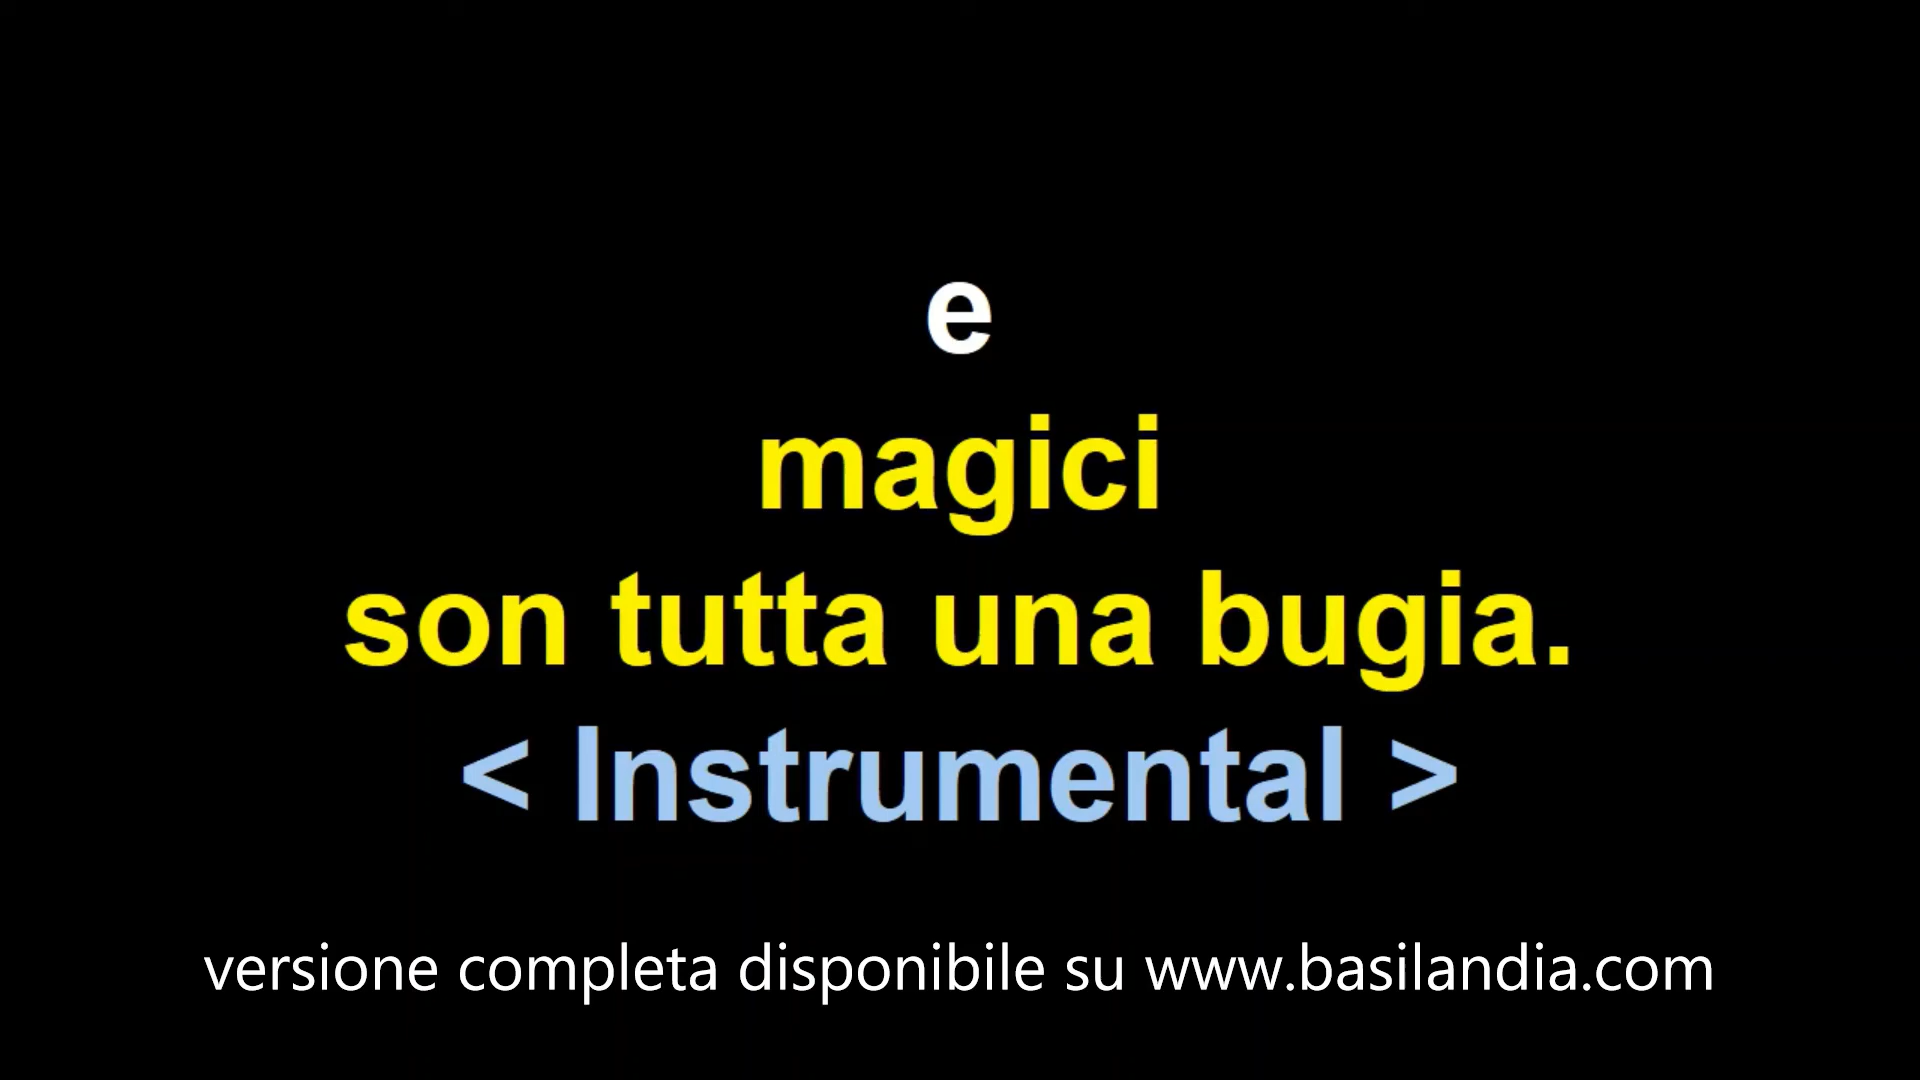 e
magici
son tutta una bugia.
< Instrumental >
versione completa disponibile su www.basilandia.com